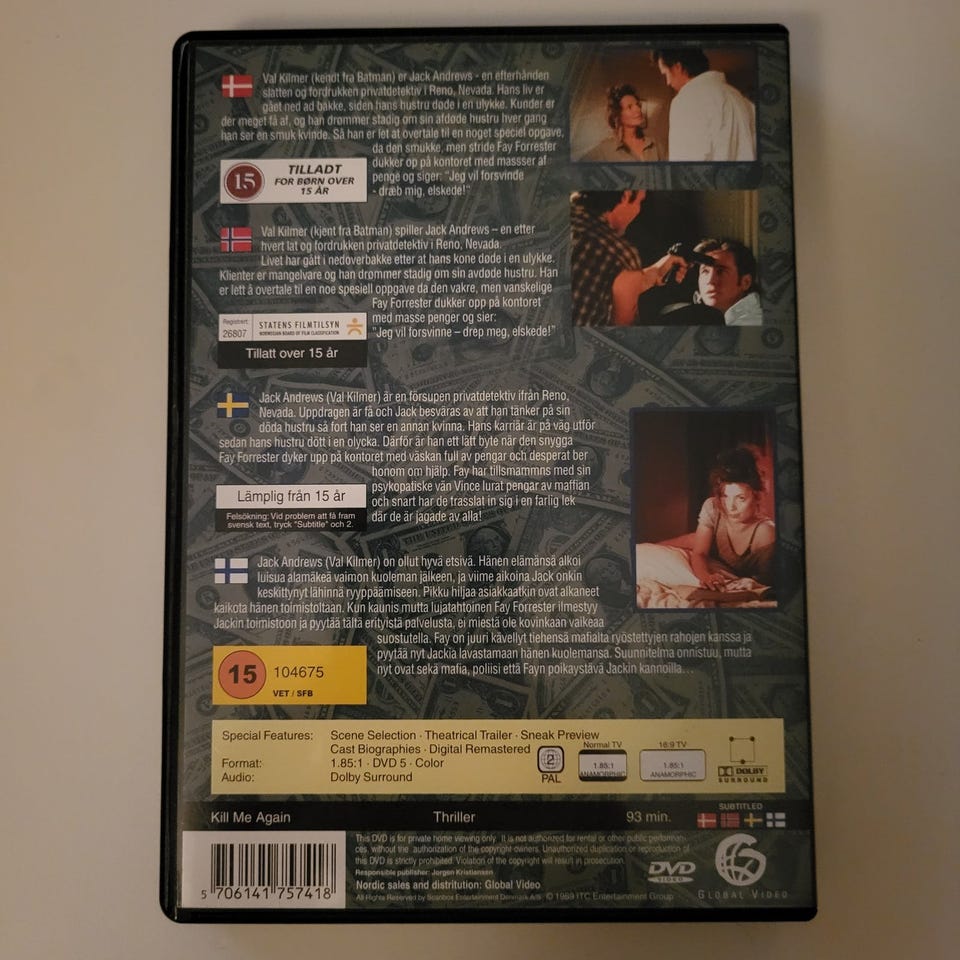 Val Kilmer (kendt fra Batman) er Jack Andrews - en efterhånden
slatten og fordrukken privatdetektiv i Reno, Nevada. Hans liv er
gået ned ad bakke, siden hans hustru døde i en ulykke. Kunder er
der meget få af, og han drømmer stadig om sin afdøde hustru hver gang
han ser en smuk kvinde. Så han er let at overtale til en noget speciel opgave,
da den smukke, men stride Fay Forrester
dukker op på kontoret med massser af
penge og siger: "Jeg vil forsvinde
- dræb mig, elskede!"
15
TILLADT
FOR BØRN OVER
15 ÅR
Val Kilmer (kjent fra Batman) spiller Jack Andrews – en etter
hvert lat og fordrukken privatdetektiv i Reno, Nevada.
Livet har gått i nedoverbakke etter at hans kone døde i en ulykke.
Klienter er mangelvare og han drømmer stadig om sin avdøde hustru. Han
er lett å overtale til en noe spesiell oppgave da den vakre, men vanskelige
Fay Forrester dukker opp på kontoret
med masse penger og sier:
"Jeg vil forsvinne – drep meg, elskede!"
Registrert:
26807
STATENS FILMTILSYN
NORWEGIAN BOARD OF FILM CLASSIFICATION
Tillatt over 15 år
Jack Andrews (Val Kilmer) är en försupen privatdetektiv ifrån Reno,
Nevada. Uppdragen är få och Jack besväras av att han tänker på sin
döda hustru så fort han ser en annan kvinna. Hans karriär är på väg utför
sedan hans hustru dött i en olycka. Därför är han ett lätt byte när den snygga
Fay Forrester dyker upp på kontoret med väskan full av pengar och desperat ber
honom om hjälp. Fay har tillsmammns med sin
psykopatiske vän Vince lurat pengar av maffian
och snart har de trasslat in sig i en farlig lek
där de är jagade av alla!
Lämplig från 15 år
Felsökning: Vid problem att få fram
svensk text, tryck "Subtitle" och 2.
Jack Andrews (Val Kilmer) on ollut hyvä etsivä. Hänen elämänsä alkoi
luisua alamäkeä vaimon kuoleman jälkeen, ja viime aikoina Jack onkin
keskittynyt lähinnä ryyppäämiseen. Pikku hiljaa asiakkaatkin ovat alkaneet
kaikota hänen toimistoltaan. Kun kaunis mutta lujatahtoinen Fay Forrester ilmestyy
Jackin toimistoon ja pyytää tältä erityistä palvelusta, ei miestä ole kovinkaan vaikeaa
suostutella. Fay on juuri kävellyt tiehensä mafialta ryöstettyjen rahojen kanssa ja
pyytää nyt Jackia lavastamaan hänen kuolemansa. Suunnitelma onnistuu, mutta
nyt ovat sekä mafia, poliisi että Fayn poikaystävä Jackin kannoilla...
15
104675
VET / SFB
Special Features: Scene Selection · Theatrical Trailer · Sneak Preview
Cast Biographies · Digital Remastered
Format: 1.85:1 · DVD 5 · Color
Audio: Dolby Surround
2
PAL
Normal TV
1.85:1
ANAMORPHIC
16:9 TV
1.85:1
ANAMORPHIC
DOLBY
SURROUND
Kill Me Again Thriller 93 min.
SUBTITLED
5 706141 757418
This DVD is for private home viewing only. It is not authorized for rental or other public performan-
ces, without the authorization of the copyright owners. Unauthorized duplication or reproduction of
this DVD is strictly prohibited. Violation of the copyright will result in prosecution.
Responsible publisher: Jørgen Kristiansen
Nordic sales and distribution: Global Video
All Rights Reserved by Scanbox Entertainment Denmark A/S. © 1989 ITC Entertainment Group
DVD
VIDEO
GLOBAL VIDEO